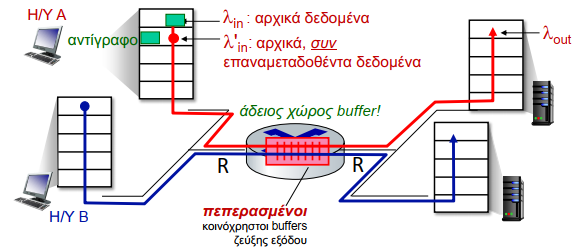 Η/Υ Α
αντίγραφο
λin : αρχικά δεδομένα
λ'in: αρχικά, συν
επαναμεταδοθέντα δεδομένα
λout
άδειος χώρος buffer!
R
R
Η/Υ Β
πεπερασμένοι
κοινόχρηστοι buffers
ζεύξης εξόδου